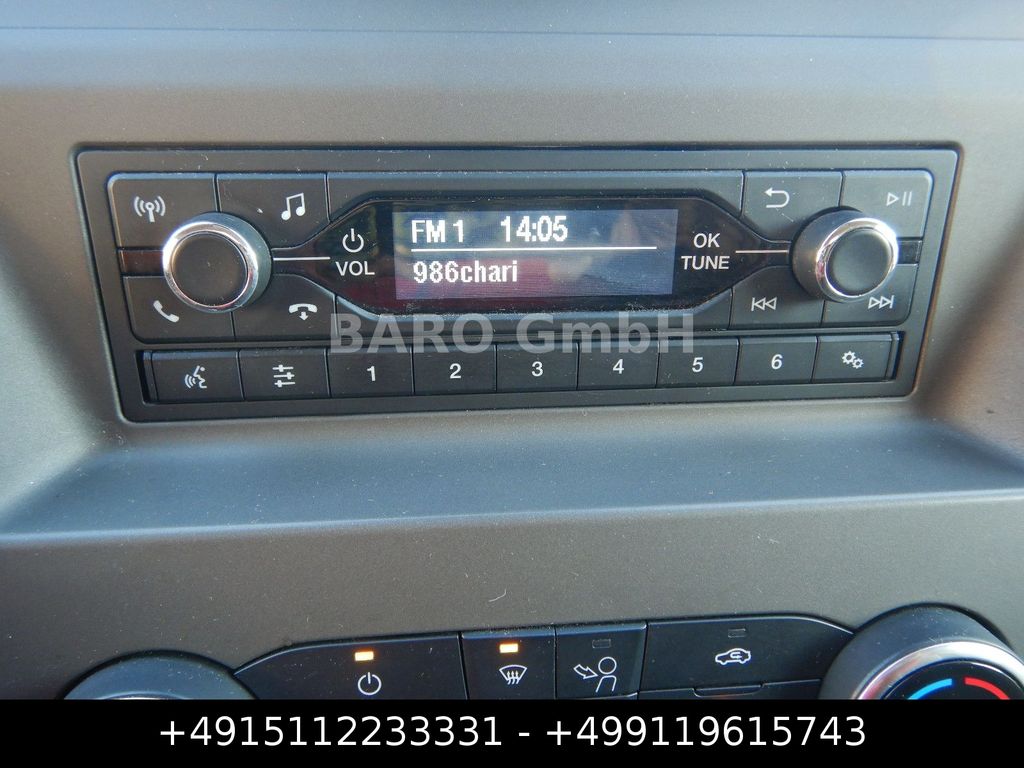 FM 1 14:05
986chari
VOL
OK
TUNE
BARO GmbH
1 2 3 4 5 6
+4915112233331 - +499119615743